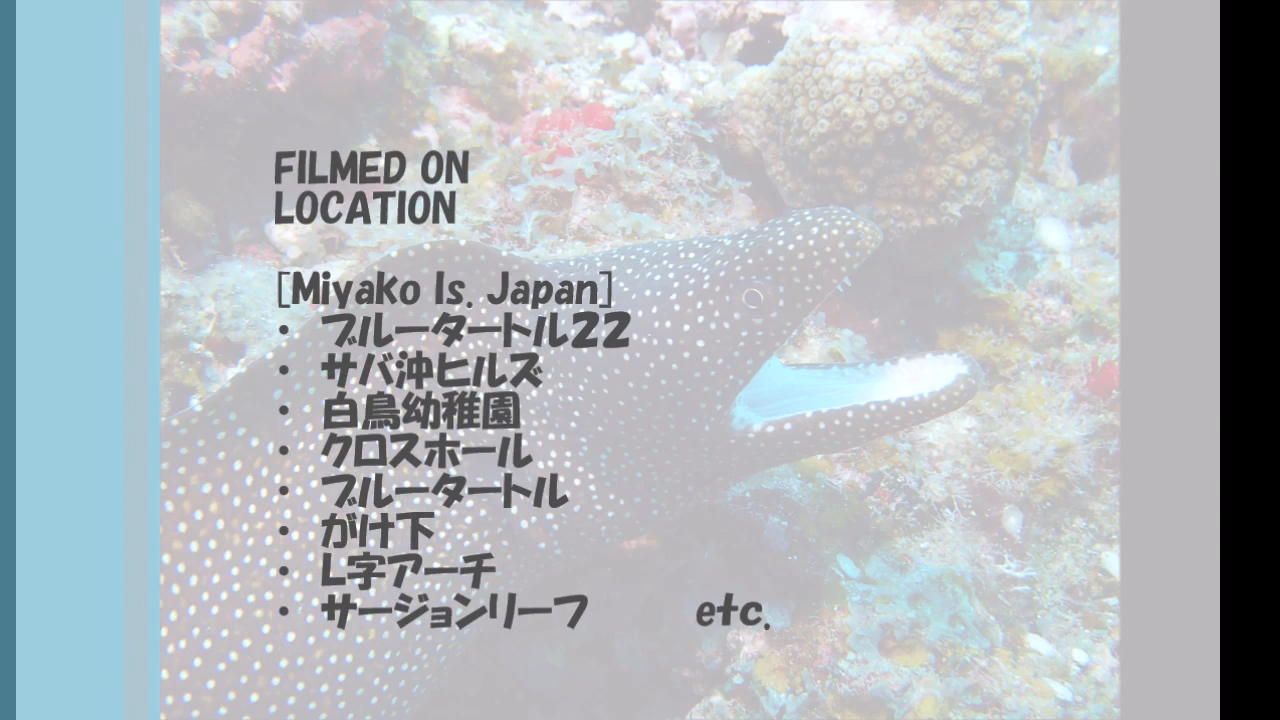 FILMED ON
LOCATION
[Miyako Is. Japan]
• ブルータートル22
• サバ沖ヒルズ
• 白鳥幼稚園
• クロスホール
• ブルータートル
• がけ下
• L字アーチ
• サージョンリーフ etc.